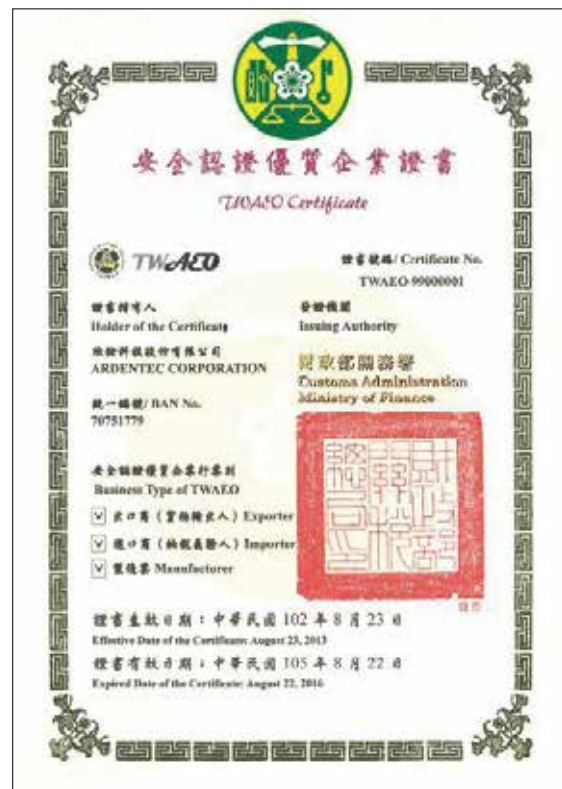 安全認證優質企業證書
TWAEO Certificate
TWAEO
證書號碼/ Certificate No.
TWAEO 99000001
證書持有人
Holder of the Certificate
科技股份有限公司
ARDENTEC CORPORATION
統一編號/ BAN No.
70751779
發證機關
Issuing Authority
財政部關務署
Customs Administration
Ministry of Finance
安全認證優質企業行業別
Business Type of TWAEO
出口商（貨物輸出人）Exporter
進口商（納稅義務人）Importer
製造業 Manufacturer
證書生效日期：中華民國 102 年 8 月 23 日
Effective Date of the Certificate: August 23, 2013
證書有效日期：中華民國 105 年 8 月 22 日
Expired Date of the Certificate: August 22, 2016